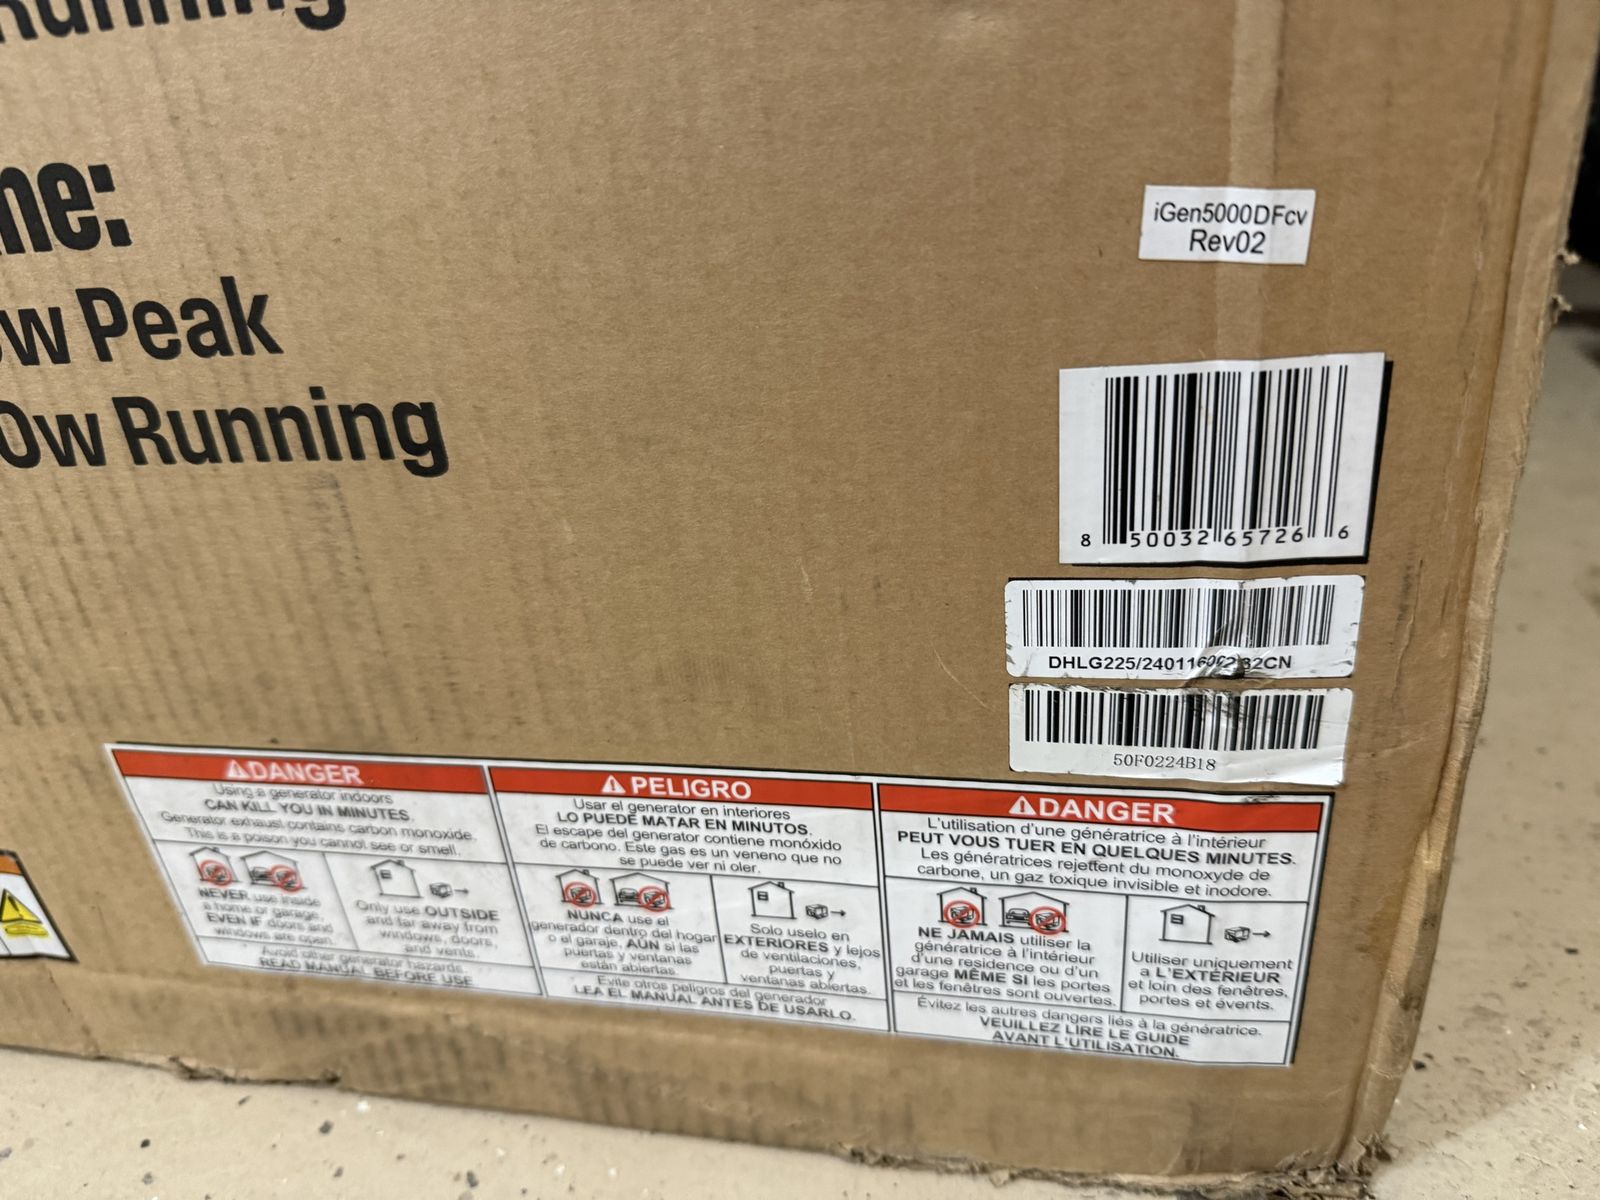 Running
ne:
w Peak
0w Running
iGen5000DFcv
Rev02
8 50032 65726 6
50F0224B18
DANGER
Using a generator indoors
CAN KILL YOU IN MINUTES.
Generator exhaust contains carbon monoxide.
This is a poison you cannot see or smell.
NEVER use inside
a home or garage,
EVEN IF doors and
windows are open.
Only use OUTSIDE
and far away from
windows, doors,
and vents.
Avoid other generator hazards.
READ MANUAL BEFORE USE
PELIGRO
Usar el generator en interiores
LO PUEDE MATAR EN MINUTOS.
El escape del generator contiene monóxido
de carbono. Este gas es un veneno que no
se puede ver ni oler.
NUNCA use el
generador dentro del hogar
o el garaje, AÚN si las
puertas y ventanas
están abiertas.
Solo uselo en
EXTERIORES y lejos
de ventilaciones,
puertas y
ventanas abiertas.
Evite otros peligros del generador
LEA EL MANUAL ANTES DE USARLO.
DANGER
L'utilisation d'une génératrice à l'intérieur
PEUT VOUS TUER EN QUELQUES MINUTES.
Les génératrices rejettent du monoxyde de
carbone, un gaz toxique invisible et inodore.
NE JAMAIS utiliser la
génératrice à l'intérieur
d'une residence ou d'un
garage MÊME SI les portes
et les fenêtres sont ouvertes.
Utiliser uniquement
a L'EXTÉRIEUR
et loin des fenêtres,
portes et évents.
Évitez les autres dangers liés à la génératrice.
VEUILLEZ LIRE LE GUIDE
AVANT L'UTILISATION.